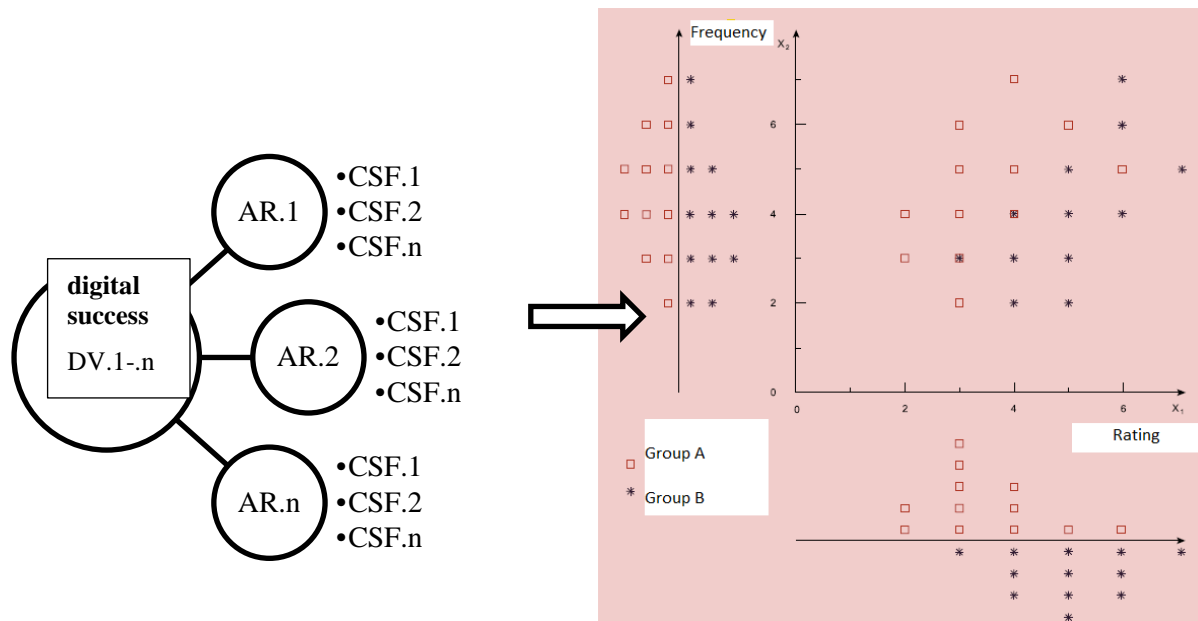 digital
success
DV.1-.n
AR.1
•CSF.1
•CSF.2
•CSF.n
AR.2
•CSF.1
•CSF.2
•CSF.n
AR.n
•CSF.1
•CSF.2
•CSF.n
Frequency
X₂
6
4
2
0
0 2 4 6 X₁
Rating
Group A
Group B